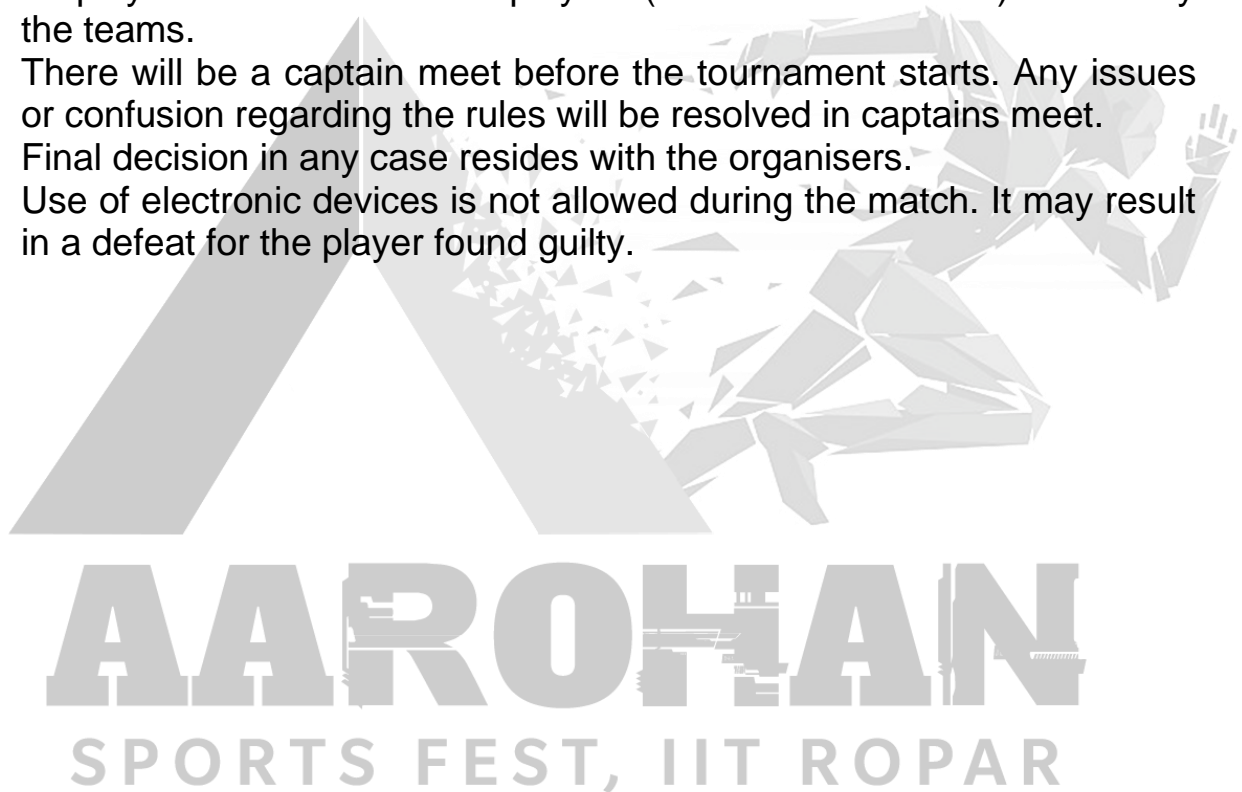 the teams.
There will be a captain meet before the tournament starts. Any issues
or confusion regarding the rules will be resolved in captains meet.
Final decision in any case resides with the organisers.
Use of electronic devices is not allowed during the match. It may result
in a defeat for the player found guilty.
AAROHAN
SPORTS FEST, IIT ROPAR